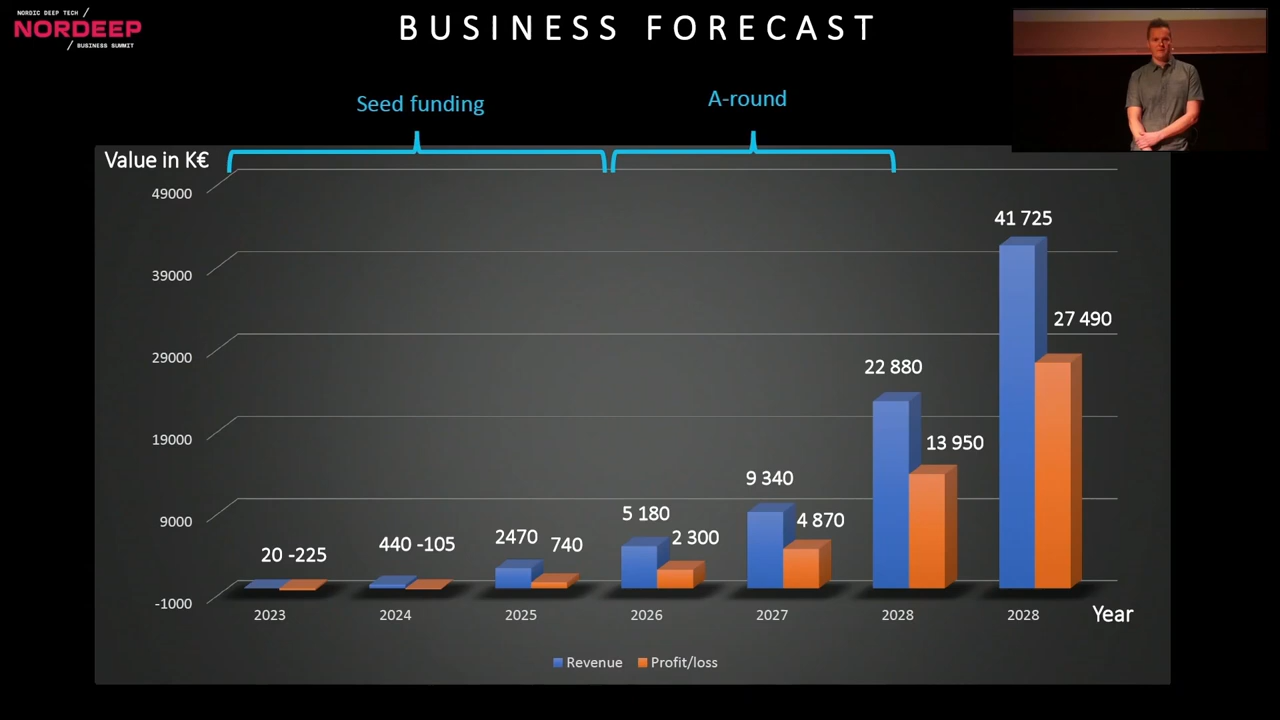 NORDIC DEEP TECH /
NORDEEP
/ BUSINESS SUMMIT
BUSINESS FORECAST
Seed funding
A-round
Value in K€
49000
39000
29000
19000
9000
-1000
20 -225
440 -105
2470 740
5 180
2 300
9 340
4 870
22 880
13 950
41 725
27 490
2023 2024 2025 2026 2027 2028 2028
Year
Revenue Profit/loss